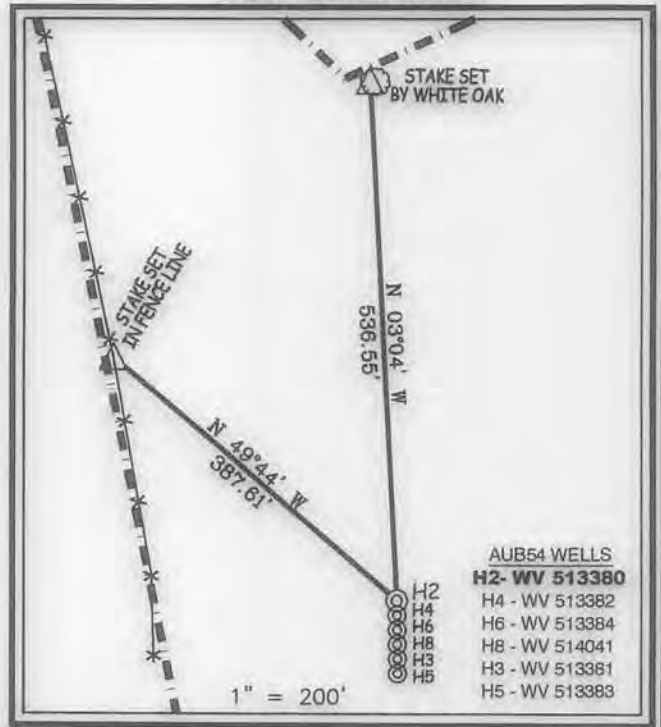 STAKE SET
BY WHITE OAK
STAKE SET
IN FENCE LINE
N 03°04' W
536.55'
N 49°44' W
387.61'
H2
H4
H6
H8
H3
H5
AUB54 WELLS
H2- WV 513380
H4 - WV 513382
H6 - WV 513384
H8 - WV 514041
H3 - WV 513381
H5 - WV 513383
1" = 200'